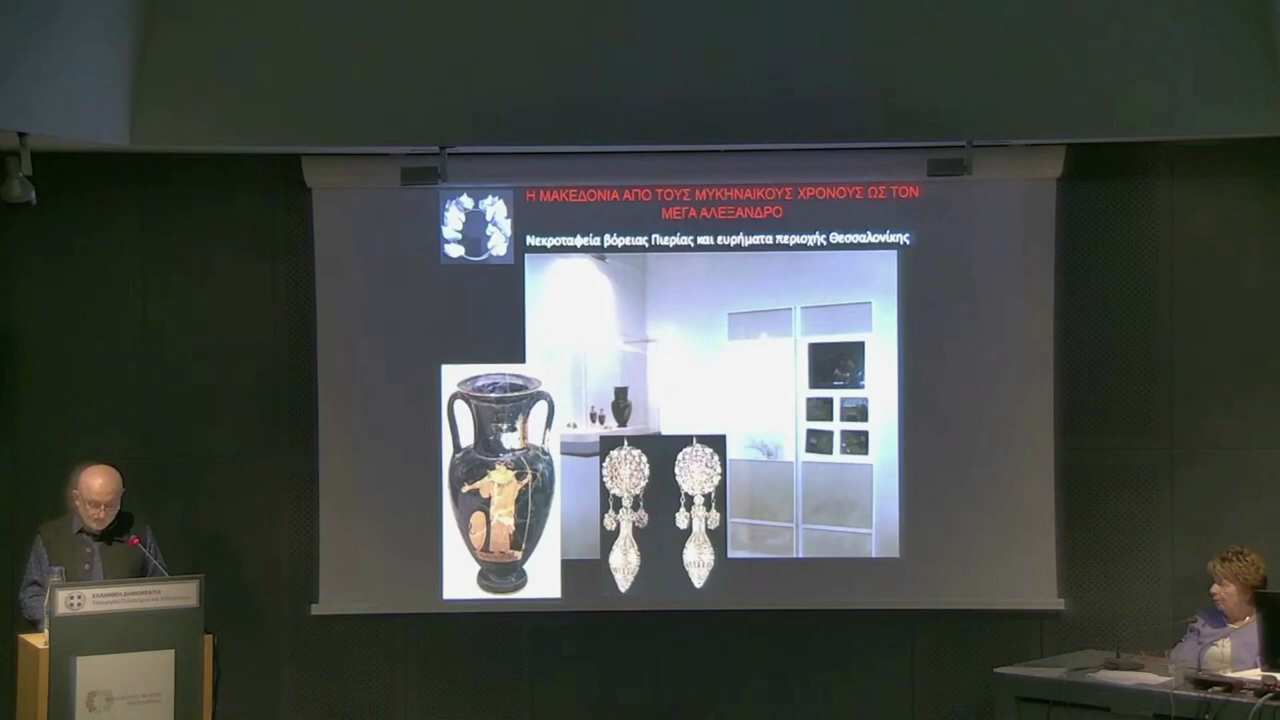 Η ΜΑΚΕΔΟΝΙΑ ΑΠΟ ΤΟΥΣ ΜΥΚΗΝΑΙΚΟΥΣ ΧΡΟΝΟΥΣ ΩΣ ΤΟΝ
ΜΕΓΑ ΑΛΕΞΑΝΔΡΟ
Νεκροταφεία βόρειας Πιερίας και ευρήματα περιοχής Θεσσαλονίκης
ΕΛΛΗΝΙΚΗ ΔΗΜΟΚΡΑΤΙΑ